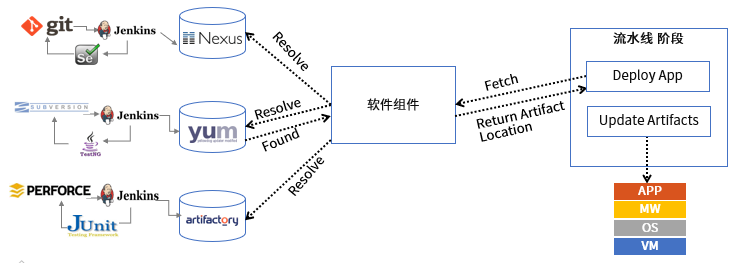 git
Jenkins
Se
Nexus
Resolve
SUBVERSION
Jenkins
TestNG
yum
Resolve
Found
PERFORCE
Jenkins
JUnit
Testing Framework
artifactory
Resolve
软件组件
Fetch
Return Artifact
Location
流水线 阶段
Deploy App
Update Artifacts
APP
MW
OS
VM